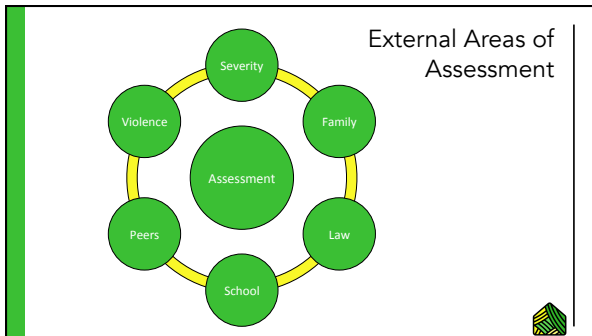 External Areas of
Assessment
Severity
Violence
Family
Assessment
Peers
Law
School